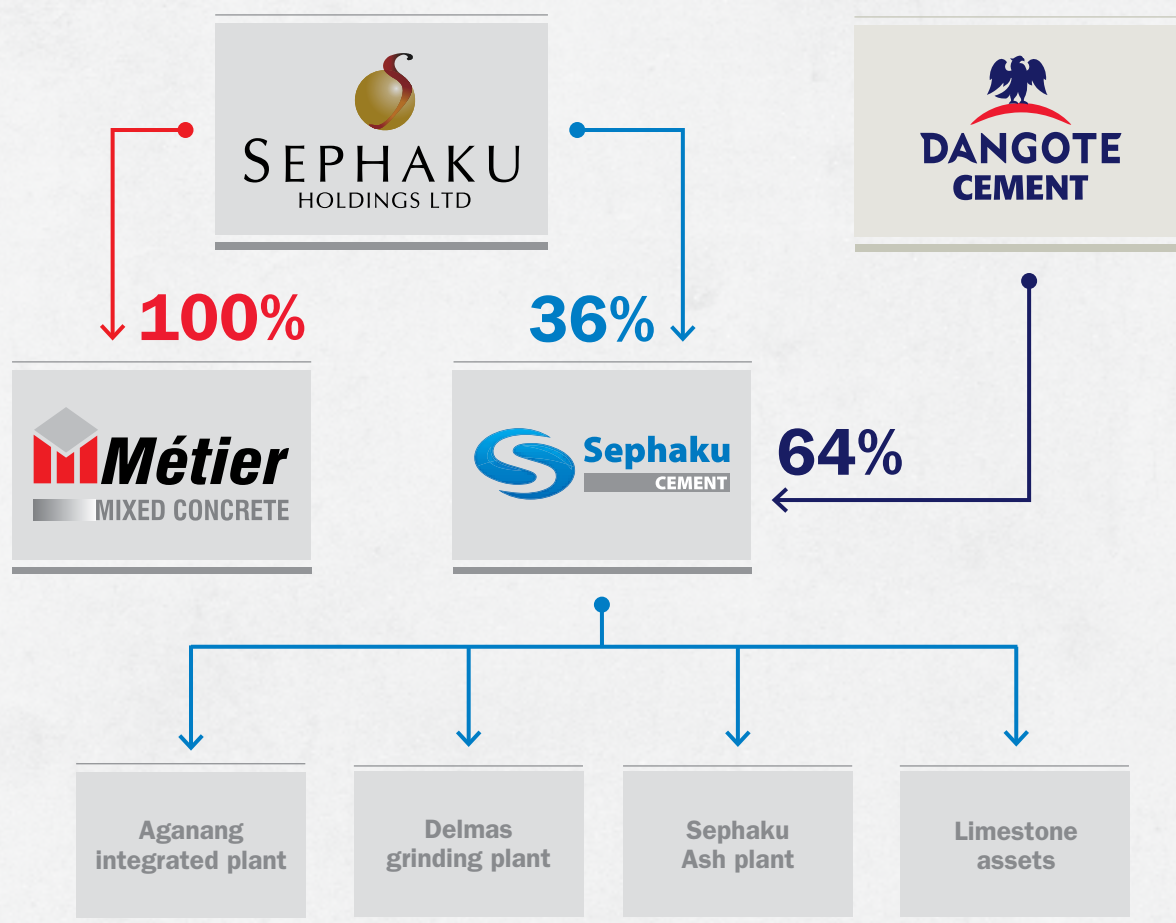 SEPHAKU
HOLDINGS LTD
DANGOTE
CEMENT
100%
36%
Métier
MIXED CONCRETE
Sephaku
CEMENT
64%
Aganang
integrated plant
Delmas
grinding plant
Sephaku
Ash plant
Limestone
assets